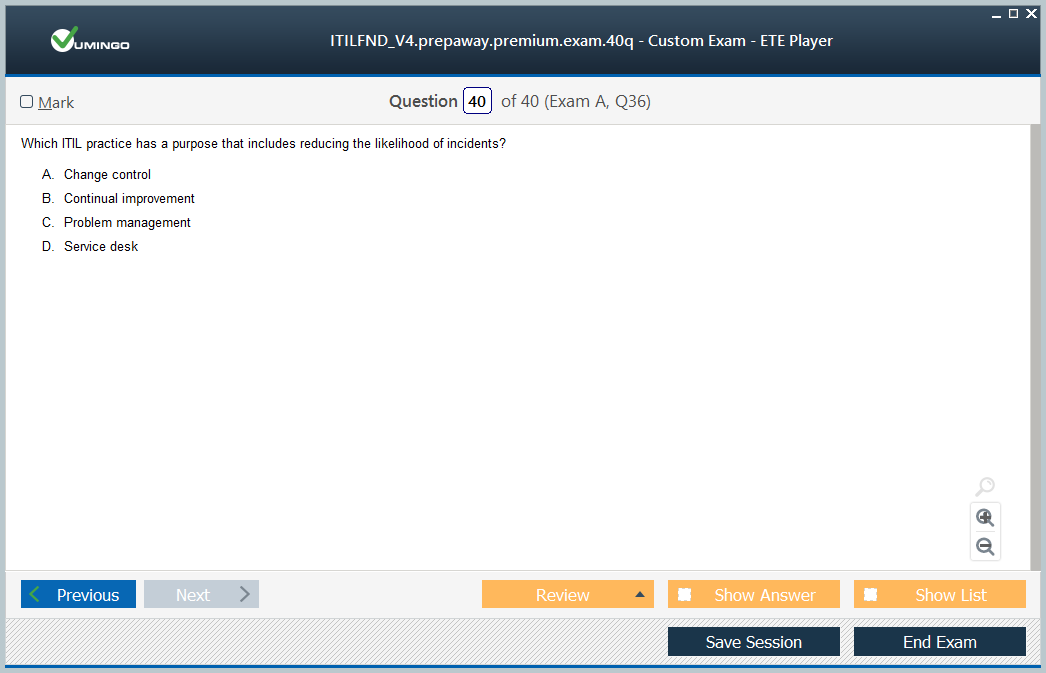 VUMINGO
ITILFND_V4.prepaway.premium.exam.40q - Custom Exam - ETE Player
Mark
Question 40 of 40 (Exam A, Q36)
Which ITIL practice has a purpose that includes reducing the likelihood of incidents?
A. Change control
B. Continual improvement
C. Problem management
D. Service desk
Previous
Next
Review
Show Answer
Show List
Save Session
End Exam